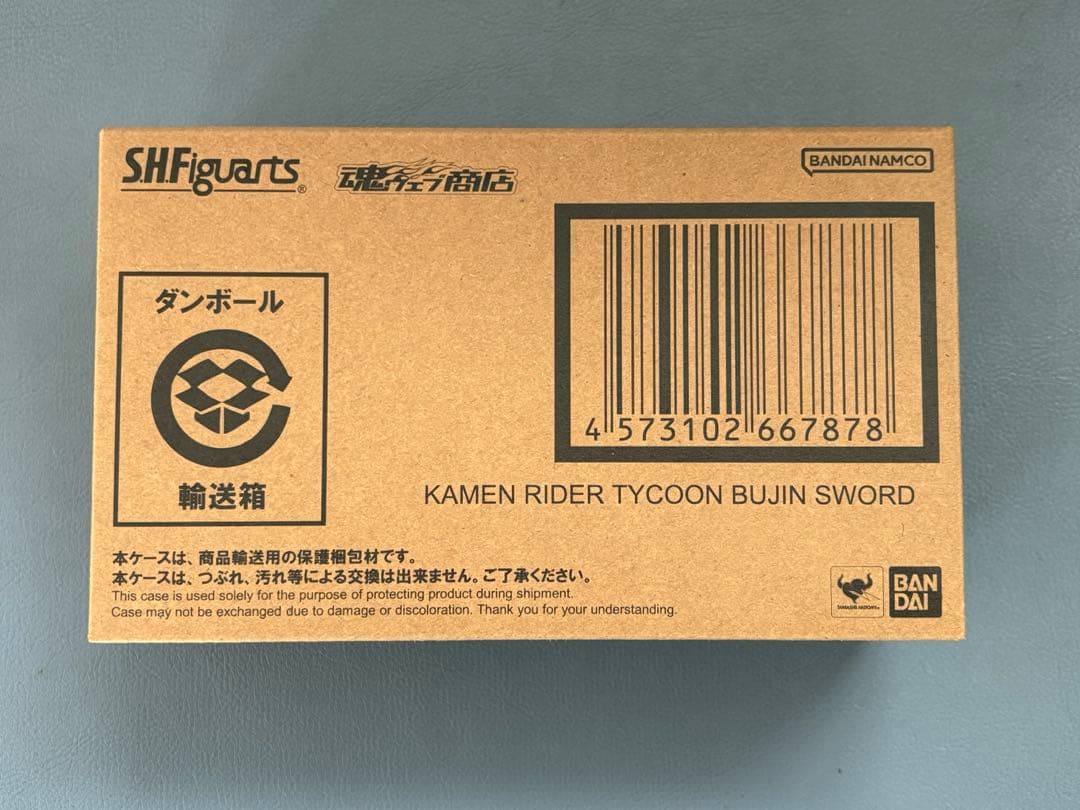 S.H.Figuarts®
魂ウェブ商店
BANDAI NAMCO
ダンボール
輸送箱
4 573102 667878
KAMEN RIDER TYCOON BUJIN SWORD
本ケースは、商品輸送用の保護梱包材です。
本ケースは、つぶれ、汚れ等による交換は出来ません。ご了承ください。
This case is used solely for the purpose of protecting product during shipment.
Case may not be exchanged due to damage or discoloration. Thank you for your understanding.
TAMASHII NATIONS®
BAN
DAI